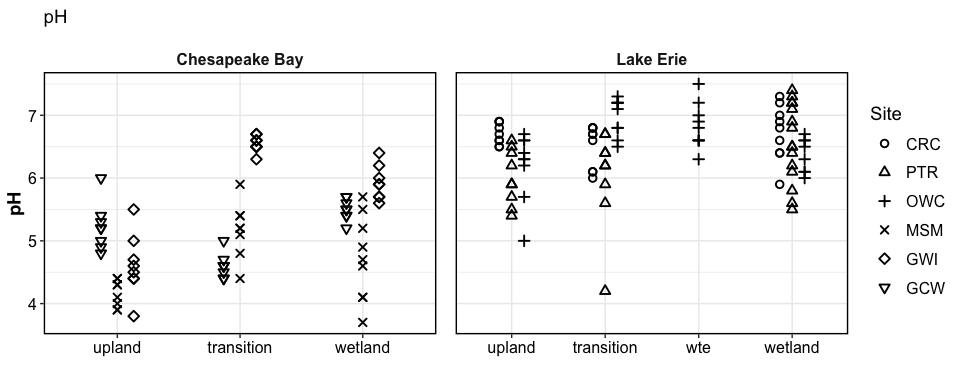 pH
Chesapeake Bay
Lake Erie
pH
7
6
5
4
upland
transition
wetland
upland
transition
wte
wetland
Site
CRC
PTR
OWC
MSM
GWI
GCW